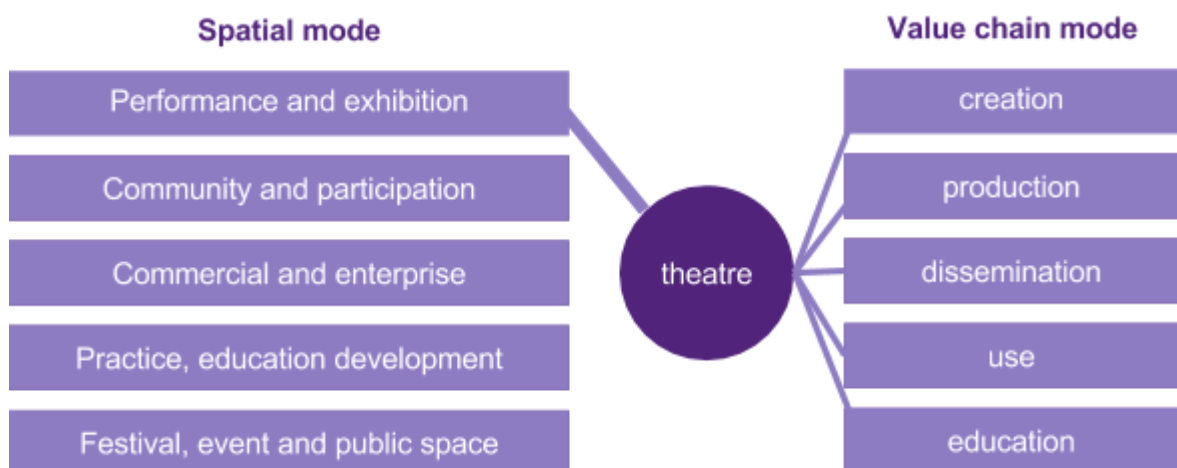 Spatial mode
Performance and exhibition
Community and participation
Commercial and enterprise
Practice, education development
Festival, event and public space
theatre
Value chain mode
creation
production
dissemination
use
education